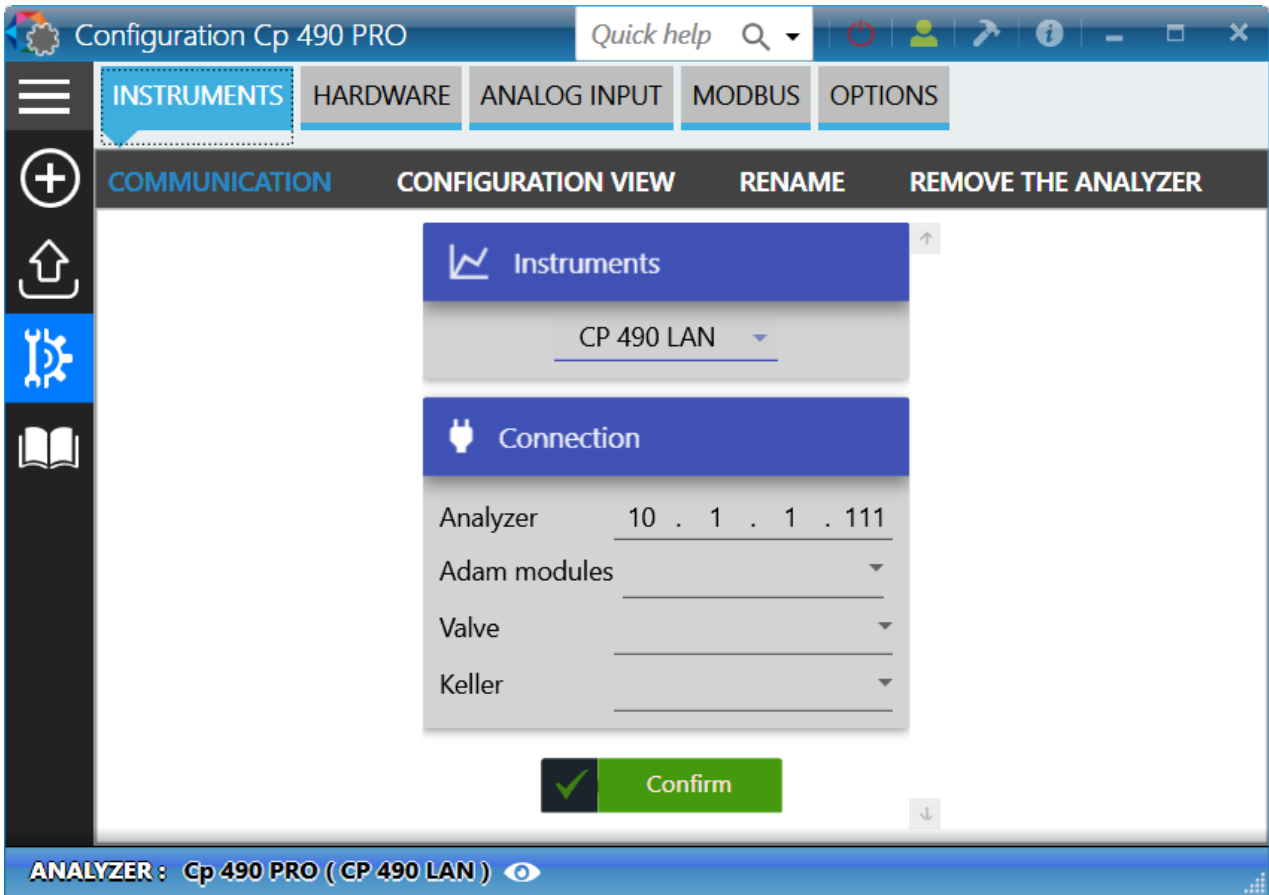 Configuration Cp 490 PRO Quick help
INSTRUMENTS HARDWARE ANALOG INPUT MODBUS OPTIONS
COMMUNICATION CONFIGURATION VIEW RENAME REMOVE THE ANALYZER
Instruments
CP 490 LAN
Connection
Analyzer 10 . 1 . 1 . 111
Adam modules
Valve
Keller
Confirm
ANALYZER : Cp 490 PRO ( CP 490 LAN )